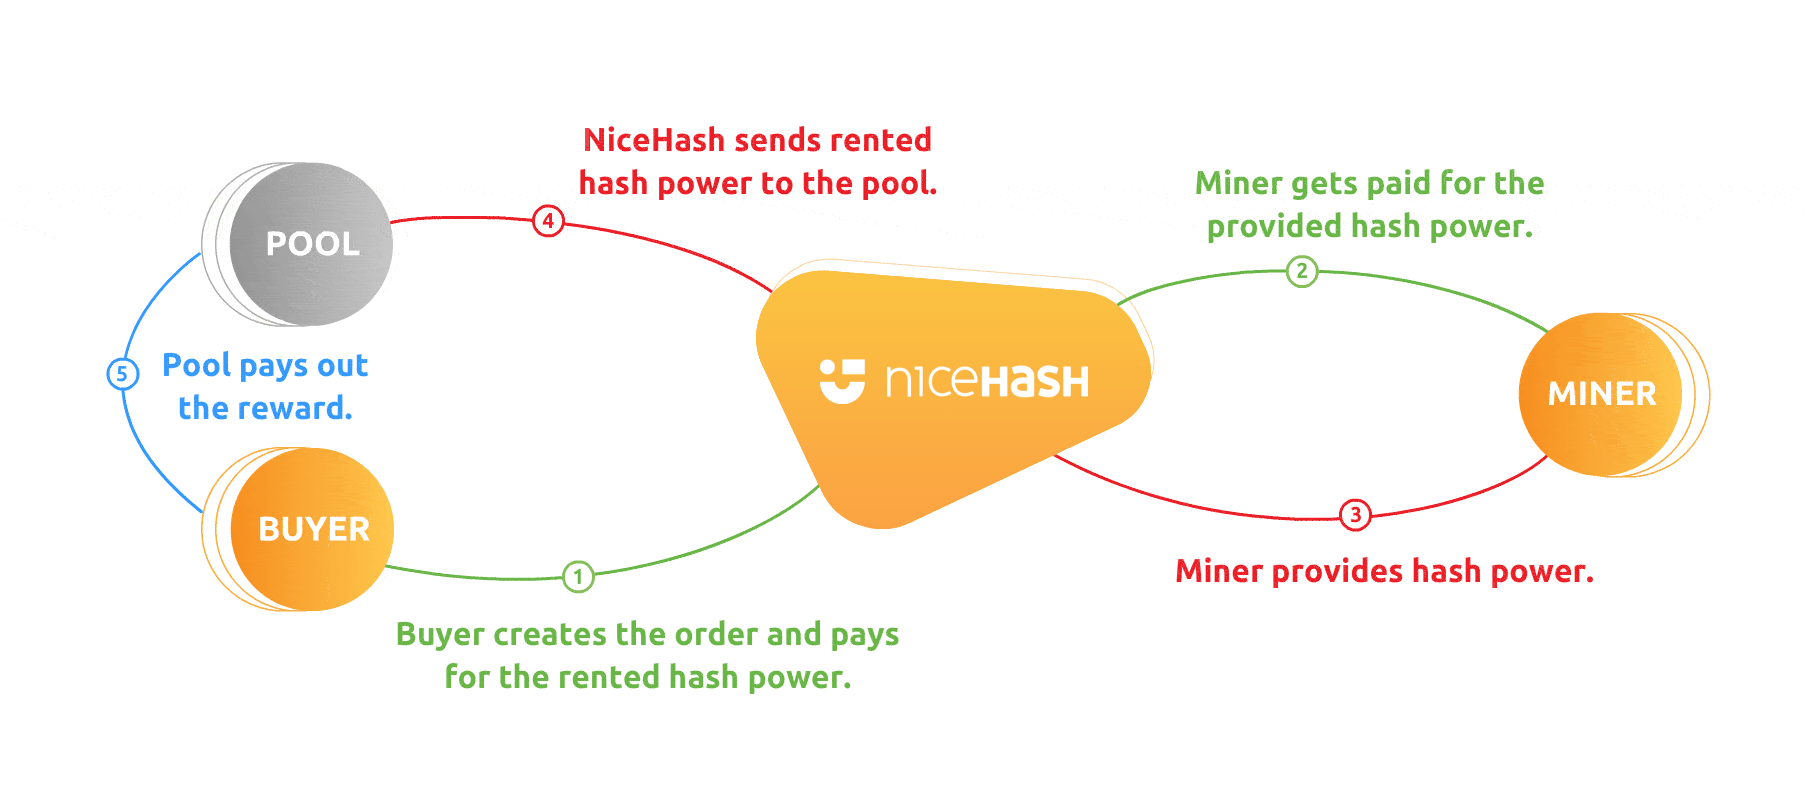 NiceHash sends rented
hash power to the pool.
4
Miner gets paid for the
provided hash power.
2
POOL
5
Pool pays out
the reward.
niceHaSH
MINER
BUYER
3
Miner provides hash power.
1
Buyer creates the order and pays
for the rented hash power.